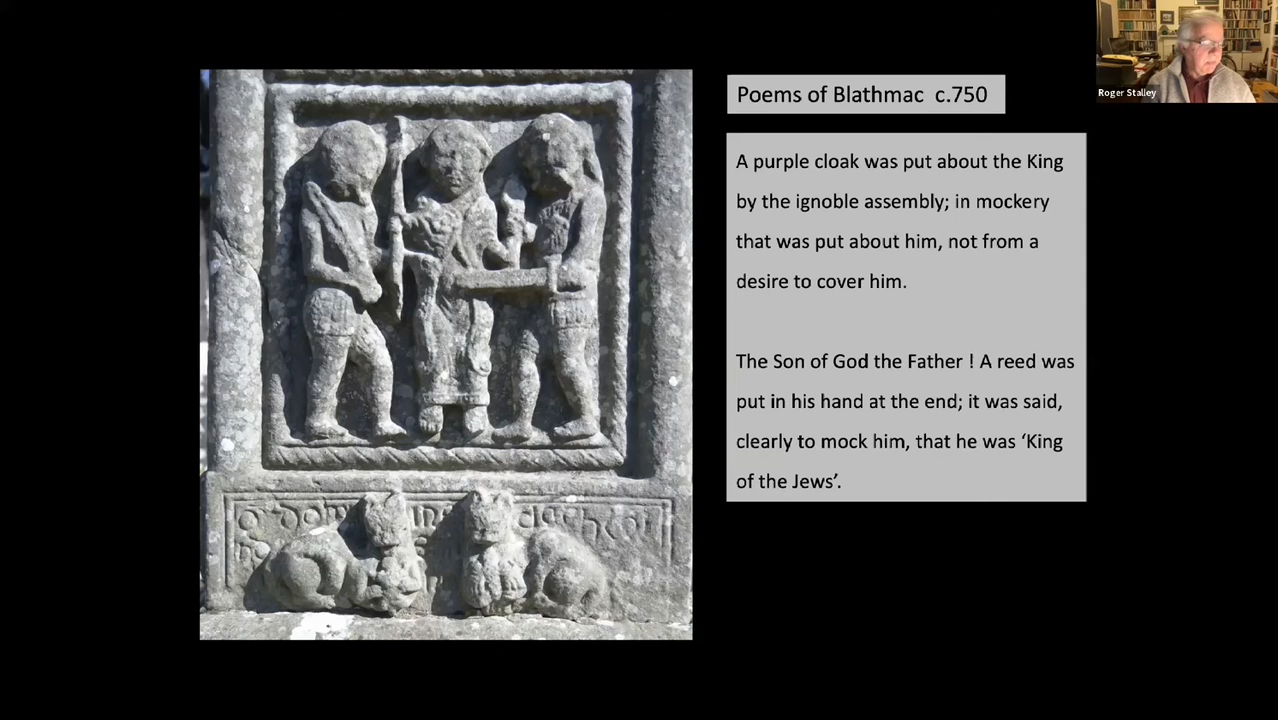 Poems of Blathmac c.750
Roger Stalley
A purple cloak was put about the King
by the ignoble assembly; in mockery
that was put about him, not from a
desire to cover him.
The Son of God the Father ! A reed was
put in his hand at the end; it was said,
clearly to mock him, that he was ‘King
of the Jews’.